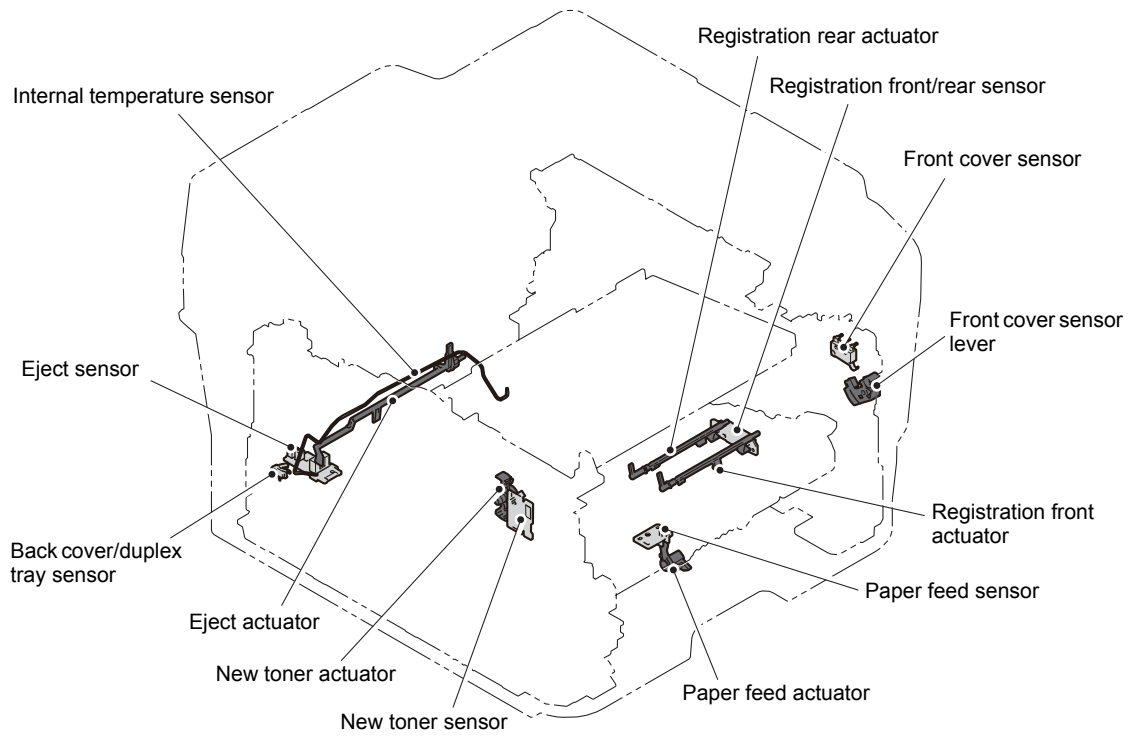 Registration rear actuator
Internal temperature sensor
Registration front/rear sensor
Front cover sensor
Front cover sensor
lever
Eject sensor
Registration front
actuator
Back cover/duplex
tray sensor
Paper feed sensor
Eject actuator
New toner actuator
Paper feed actuator
New toner sensor